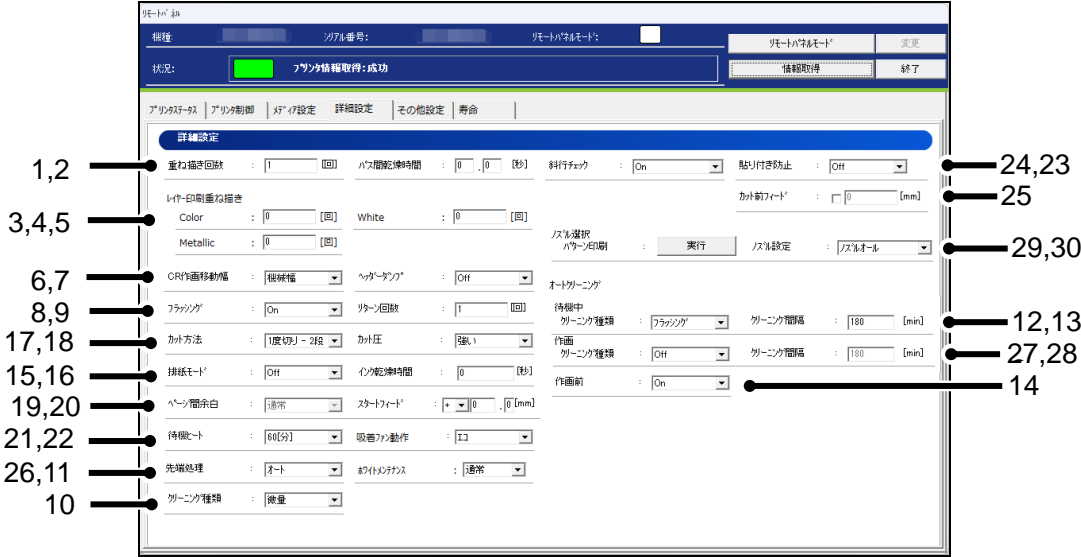 リモートパネル
機種 シリアル番号: リモートパネルモード: リモートパネルモード 変更
状況: プリンタ情報取得:成功 情報取得 終了
プリンタステータス プリンタ制御 メディア設定 詳細設定 その他設定 寿命
詳細設定
1,2 重ね描き回数 : 1 [回] パス間乾燥時間 : 0 . 0 [秒] 斜行チェック : On 貼り付き防止 : Off 24,23
カット前フィード : 0 [mm] 25
レイヤー印刷重ね描き
3,4,5 Color : 0 [回] White : 0 [回]
Metallic : 0 [回]
ノズル選択
パターン印刷 : 実行 ノズル設定 : ノズルオール 29,30
6,7 CR作画移動幅 : 機械幅 ヘッダーダンプ : Off
オートクリーニング
8,9 フラッシング : On リターン回数 : 1 [回]
待機中
クリーニング種類 : フラッシング クリーニング間隔 : 180 [min] 12,13
17,18 カット方法 : 1度切り - 2段 カット圧 : 強い
作画
クリーニング種類 : Off クリーニング間隔 : 180 [min] 27,28
15,16 排紙モード : Off インク乾燥時間 : 0 [秒]
作画前 : On 14
19,20 ページ間余白 : 通常 スタートフィード : + 0 . 0 [mm]
21,22 待機ヒート : 60[分] 吸着ファン動作 : エコ
26,11 先端処理 : オート ホワイトメンテナンス : 通常
10 クリーニング種類 : 微量